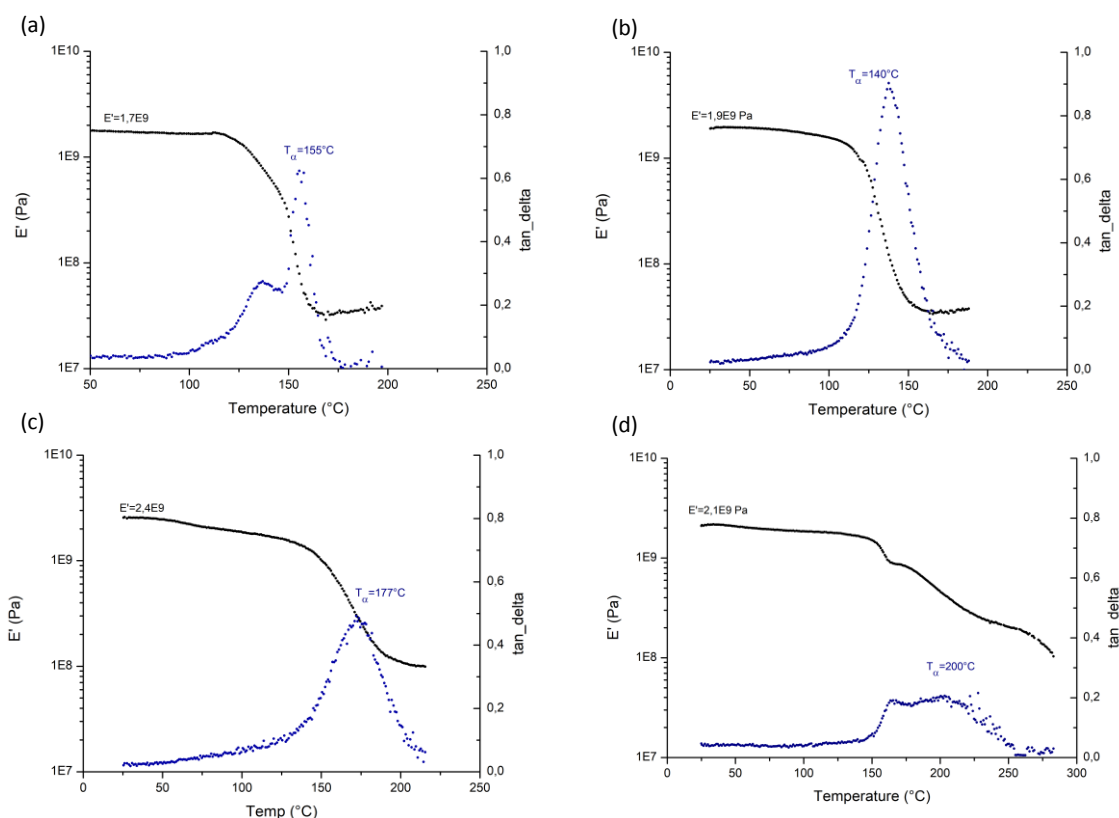 (a)
1E10
1E9
1E8
1E7
E' (Pa)
E'=1,7E9
Tα=155°C
1,0
0,8
0,6
0,4
0,2
0,0
tan_delta
50 100 150 200 250
Temperature (°C)
(b)
1E10
1E9
1E8
1E7
E' (Pa)
E'=1,9E9 Pa
Tα=140°C
1,0
0,8
0,6
0,4
0,2
0,0
tan_delta
0 50 100 150 200 250
Temperature (°C)
(c)
1E10
1E9
1E8
1E7
E' (Pa)
E'=2,4E9
Tα=177°C
1,0
0,8
0,6
0,4
0,2
0,0
tan_delta
0 50 100 150 200 250
Temp (°C)
(d)
1E10
1E9
1E8
1E7
E' (Pa)
E'=2,1E9 Pa
Tα=200°C
1,0
0,8
0,6
0,4
0,2
0,0
tan_delta
0 50 100 150 200 250 300
Temperature (°C)